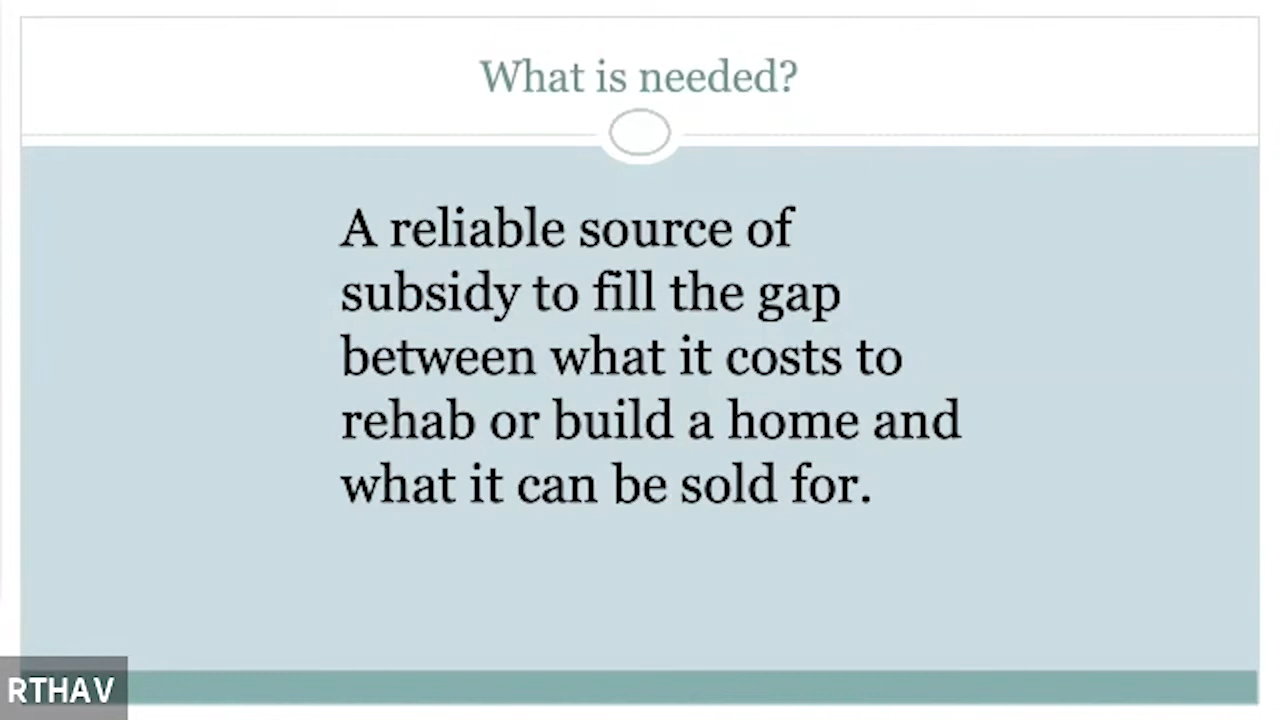 What is needed?
A reliable source of
subsidy to fill the gap
between what it costs to
rehab or build a home and
what it can be sold for.
RTHAV